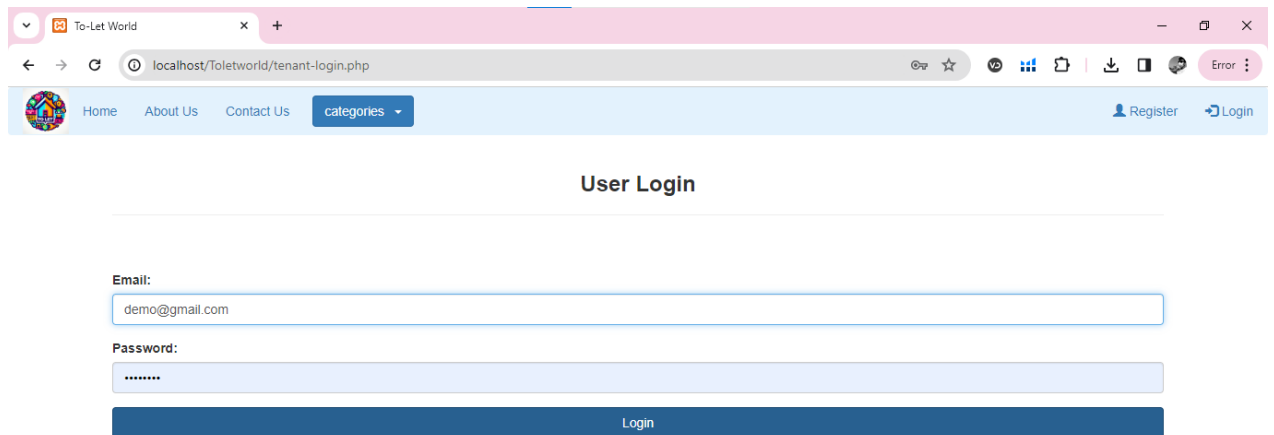 To-Let World
localhost/Toletworld/tenant-login.php
Error
Home About Us Contact Us categories Register Login
User Login
Email:
demo@gmail.com
Password:
••••••••
Login